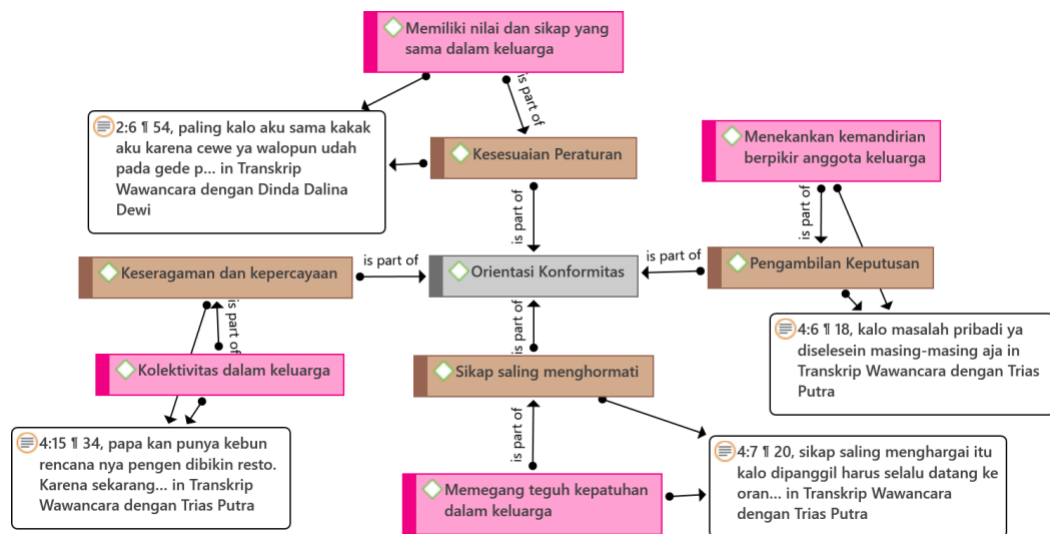 Memiliki nilai dan sikap yang
sama dalam keluarga
is part of
2:6 ¶ 54, paling kalo aku sama kakak
aku karena cewe ya walopun udah
pada gede p... in Transkrip
Wawancara dengan Dinda Dalina
Dewi
Kesesuaian Peraturan
Menekankan kemandirian
berpikir anggota keluarga
is part of
is part of
Keseragaman dan kepercayaan
is part of
Orientasi Konformitas
is part of
Pengambilan Keputusan
is part of
is part of
4:6 ¶ 18, kalo masalah pribadi ya
diselesein masing-masing aja in
Transkrip Wawancara dengan Trias
Putra
Kolektivitas dalam keluarga
Sikap saling menghormati
is part of
4:15 ¶ 34, papa kan punya kebun
rencana nya pengen dibikin resto.
Karena sekarang... in Transkrip
Wawancara dengan Trias Putra
4:7 ¶ 20, sikap saling menghargai itu
kalo dipanggil harus selalu datang ke
oran... in Transkrip Wawancara
dengan Trias Putra
Memegang teguh kepatuhan
dalam keluarga